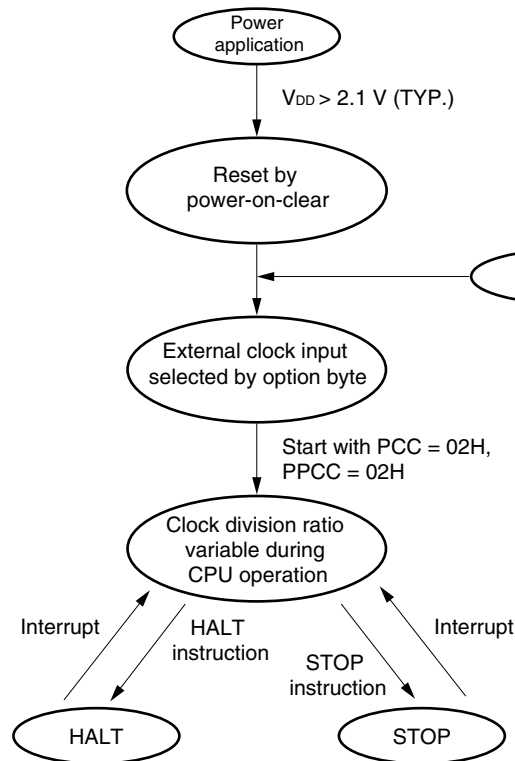 Power
application
VDD > 2.1 V (TYP.)
Reset by
power-on-clear
External clock input
selected by option byte
Start with PCC = 02H,
PPCC = 02H
Clock division ratio
variable during
CPU operation
Interrupt
HALT
instruction
STOP
instruction
Interrupt
HALT
STOP